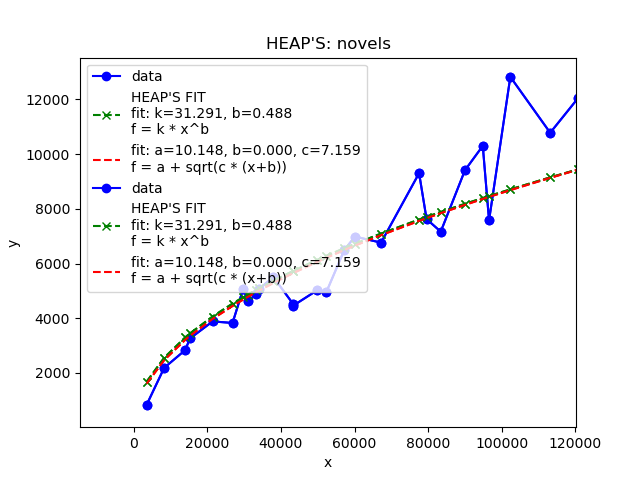 HEAP'S: novels
data
HEAP'S FIT
fit: k=31.291, b=0.488
f = k * x^b
fit: a=10.148, b=0.000, c=7.159
f = a + sqrt(c * (x+b))
data
HEAP'S FIT
fit: k=31.291, b=0.488
f = k * x^b
fit: a=10.148, b=0.000, c=7.159
f = a + sqrt(c * (x+b))
y
12000
10000
8000
6000
4000
2000
0 20000 40000 60000 80000 100000 120000
x